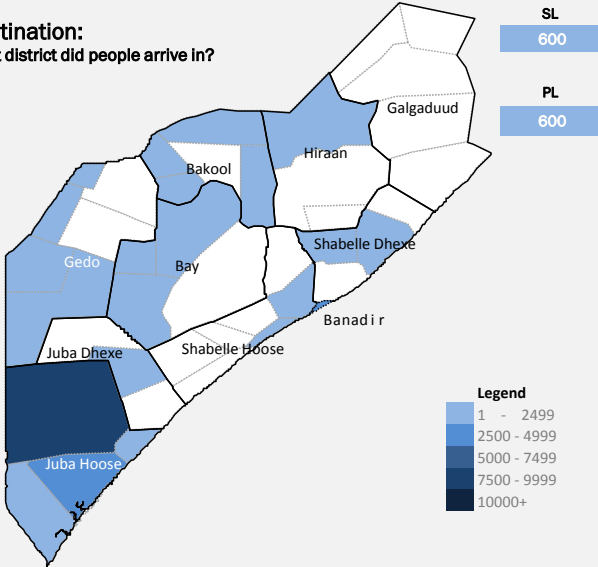 tination:
t district did people arrive in?
SL
600
PL
600
Galgaduud
Hiraan
Bakool
Shabelle Dhexe
Gedo
Bay
Banadir
Juba Dhexe
Shabelle Hoose
Juba Hoose
Legend
1 - 2499
2500 - 4999
5000 - 7499
7500 - 9999
10000+